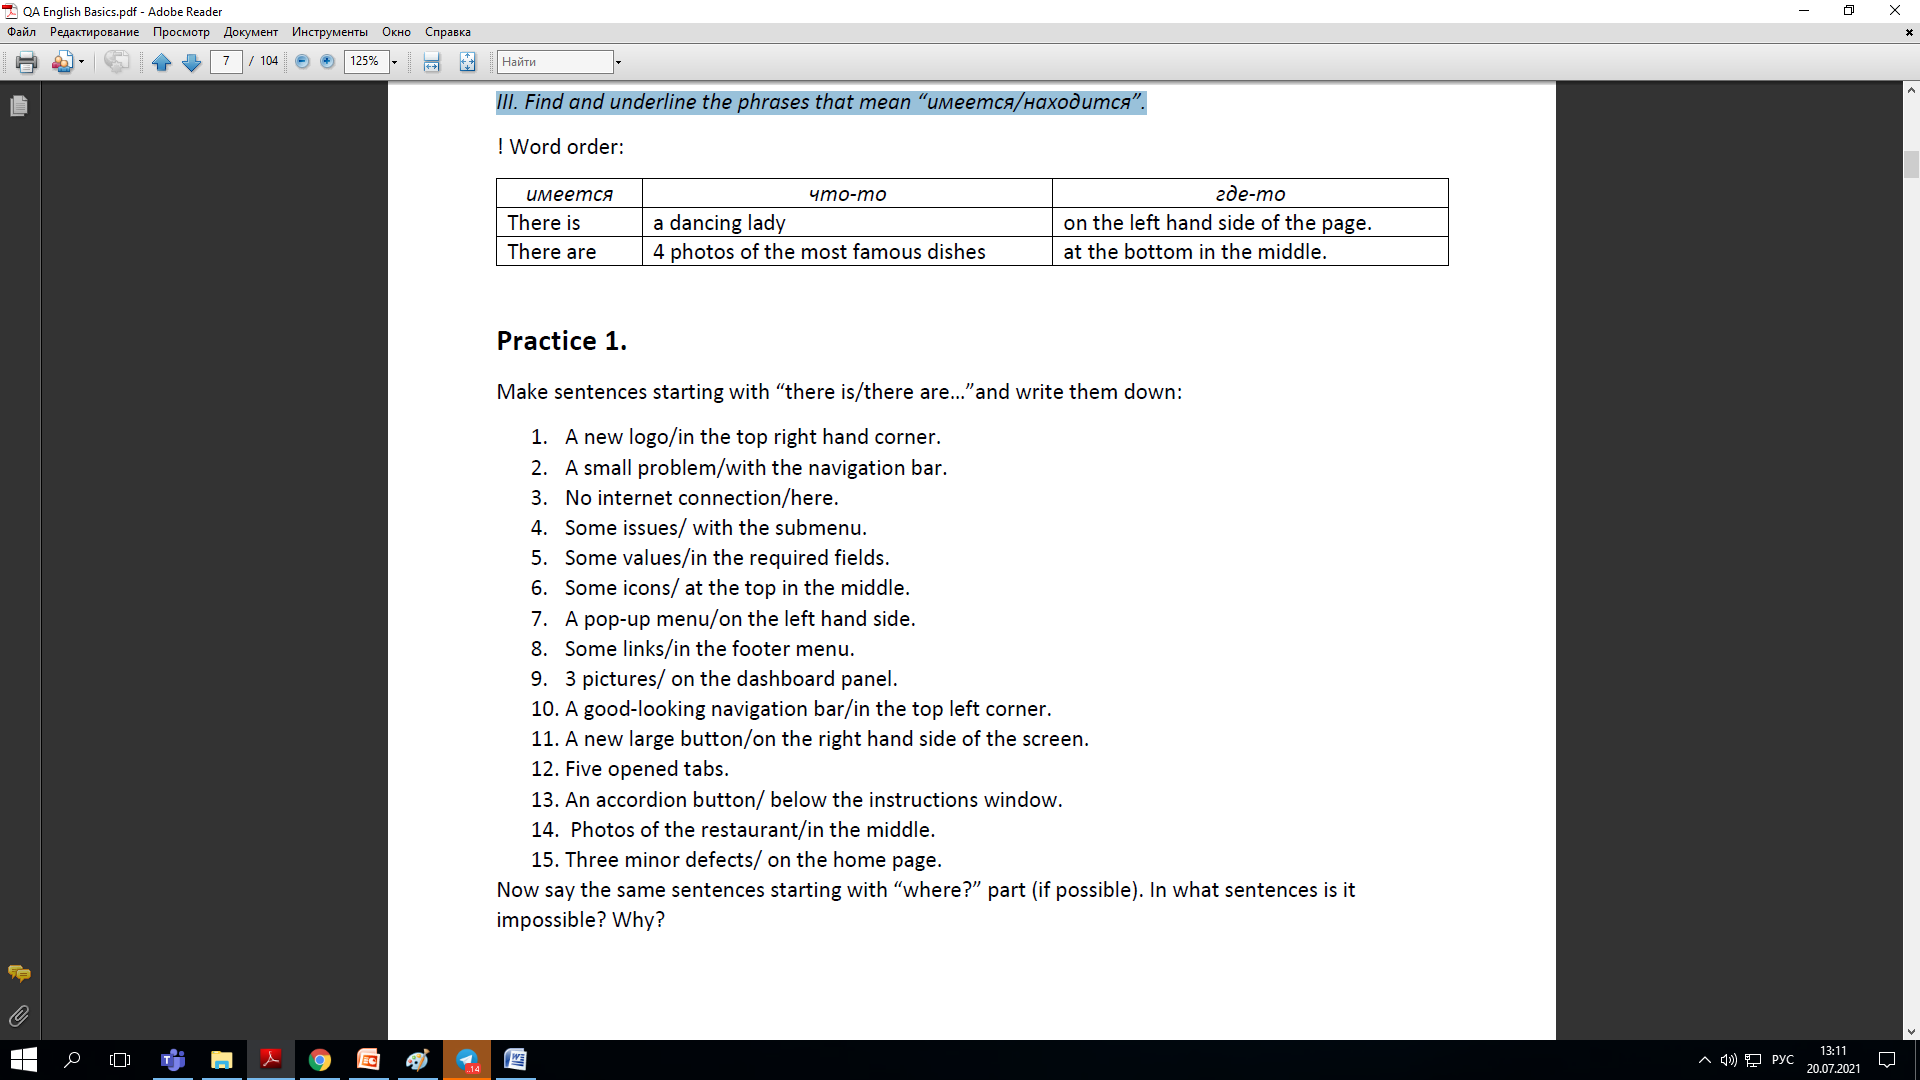 QA English Basics.pdf - Adobe Reader
Файл Редактирование Просмотр Документ Инструменты Окно Справка
7 / 104 125% Найти
III. Find and underline the phrases that mean “имеется/находится”.
! Word order:
имеется что-то где-то
There is a dancing lady on the left hand side of the page.
There are 4 photos of the most famous dishes at the bottom in the middle.
Practice 1.
Make sentences starting with “there is/there are…”and write them down:
1. A new logo/in the top right hand corner.
2. A small problem/with the navigation bar.
3. No internet connection/here.
4. Some issues/ with the submenu.
5. Some values/in the required fields.
6. Some icons/ at the top in the middle.
7. A pop-up menu/on the left hand side.
8. Some links/in the footer menu.
9. 3 pictures/ on the dashboard panel.
10. A good-looking navigation bar/in the top left corner.
11. A new large button/on the right hand side of the screen.
12. Five opened tabs.
13. An accordion button/ below the instructions window.
14. Photos of the restaurant/in the middle.
15. Three minor defects/ on the home page.
Now say the same sentences starting with “where?” part (if possible). In what sentences is it
impossible? Why?
..14
РУС
13:11
20.07.2021